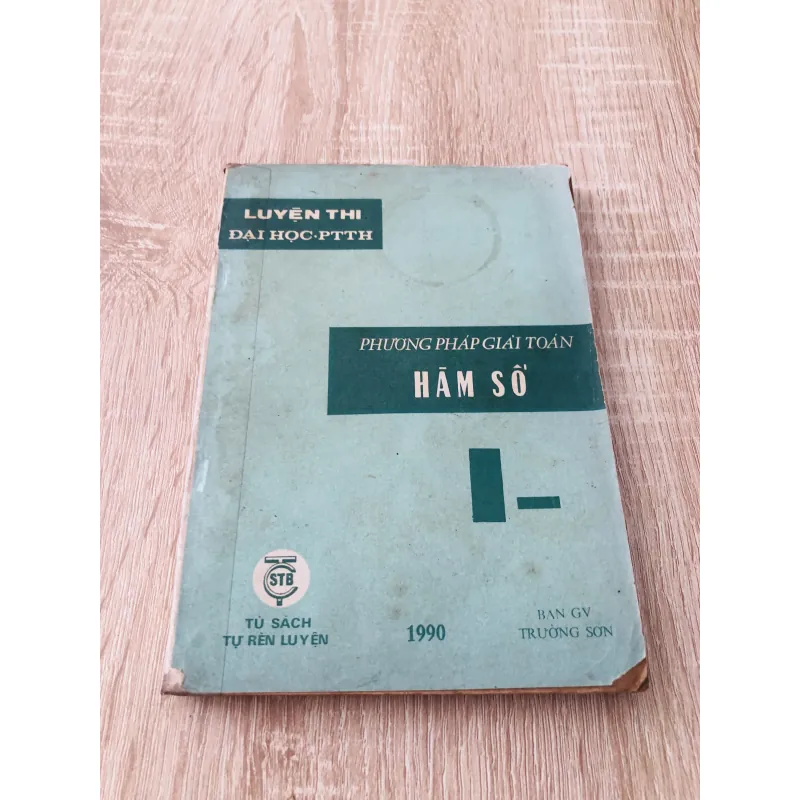 LUYỆN THI
ĐẠI HỌC·PTTH
PHƯƠNG PHÁP GIẢI TOÁN
HÀM SỐ
I-
STB
TỦ SÁCH
TỰ RÈN LUYỆN
1990
BAN GV
TRƯỜNG SƠN